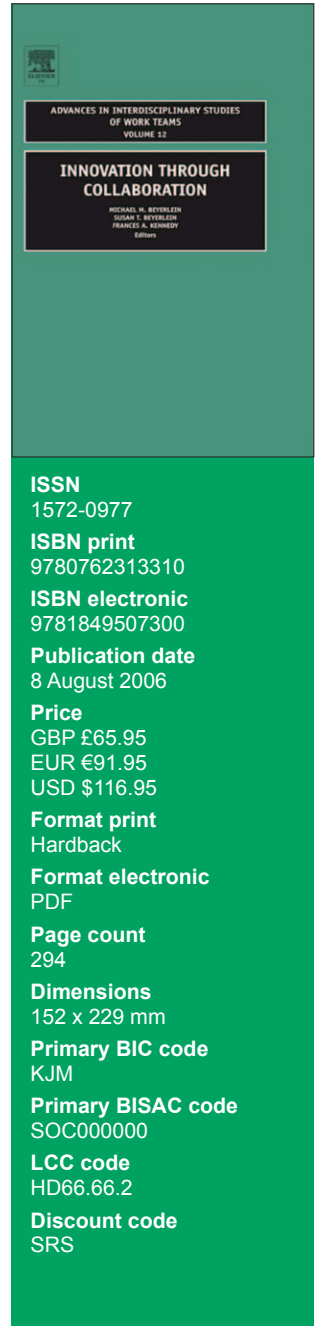 ELSEVIER
ADVANCES IN INTERDISCIPLINARY STUDIES
OF WORK TEAMS
VOLUME 12
INNOVATION THROUGH
COLLABORATION
MICHAEL M. BEYERLEIN
SUSAN T. BEYERLEIN
FRANCES A. KENNEDY
Editors
ISSN
1572-0977
ISBN print
9780762313310
ISBN electronic
9781849507300
Publication date
8 August 2006
Price
GBP £65.95
EUR €91.95
USD $116.95
Format print
Hardback
Format electronic
PDF
Page count
294
Dimensions
152 x 229 mm
Primary BIC code
KJM
Primary BISAC code
SOC000000
LCC code
HD66.66.2
Discount code
SRS